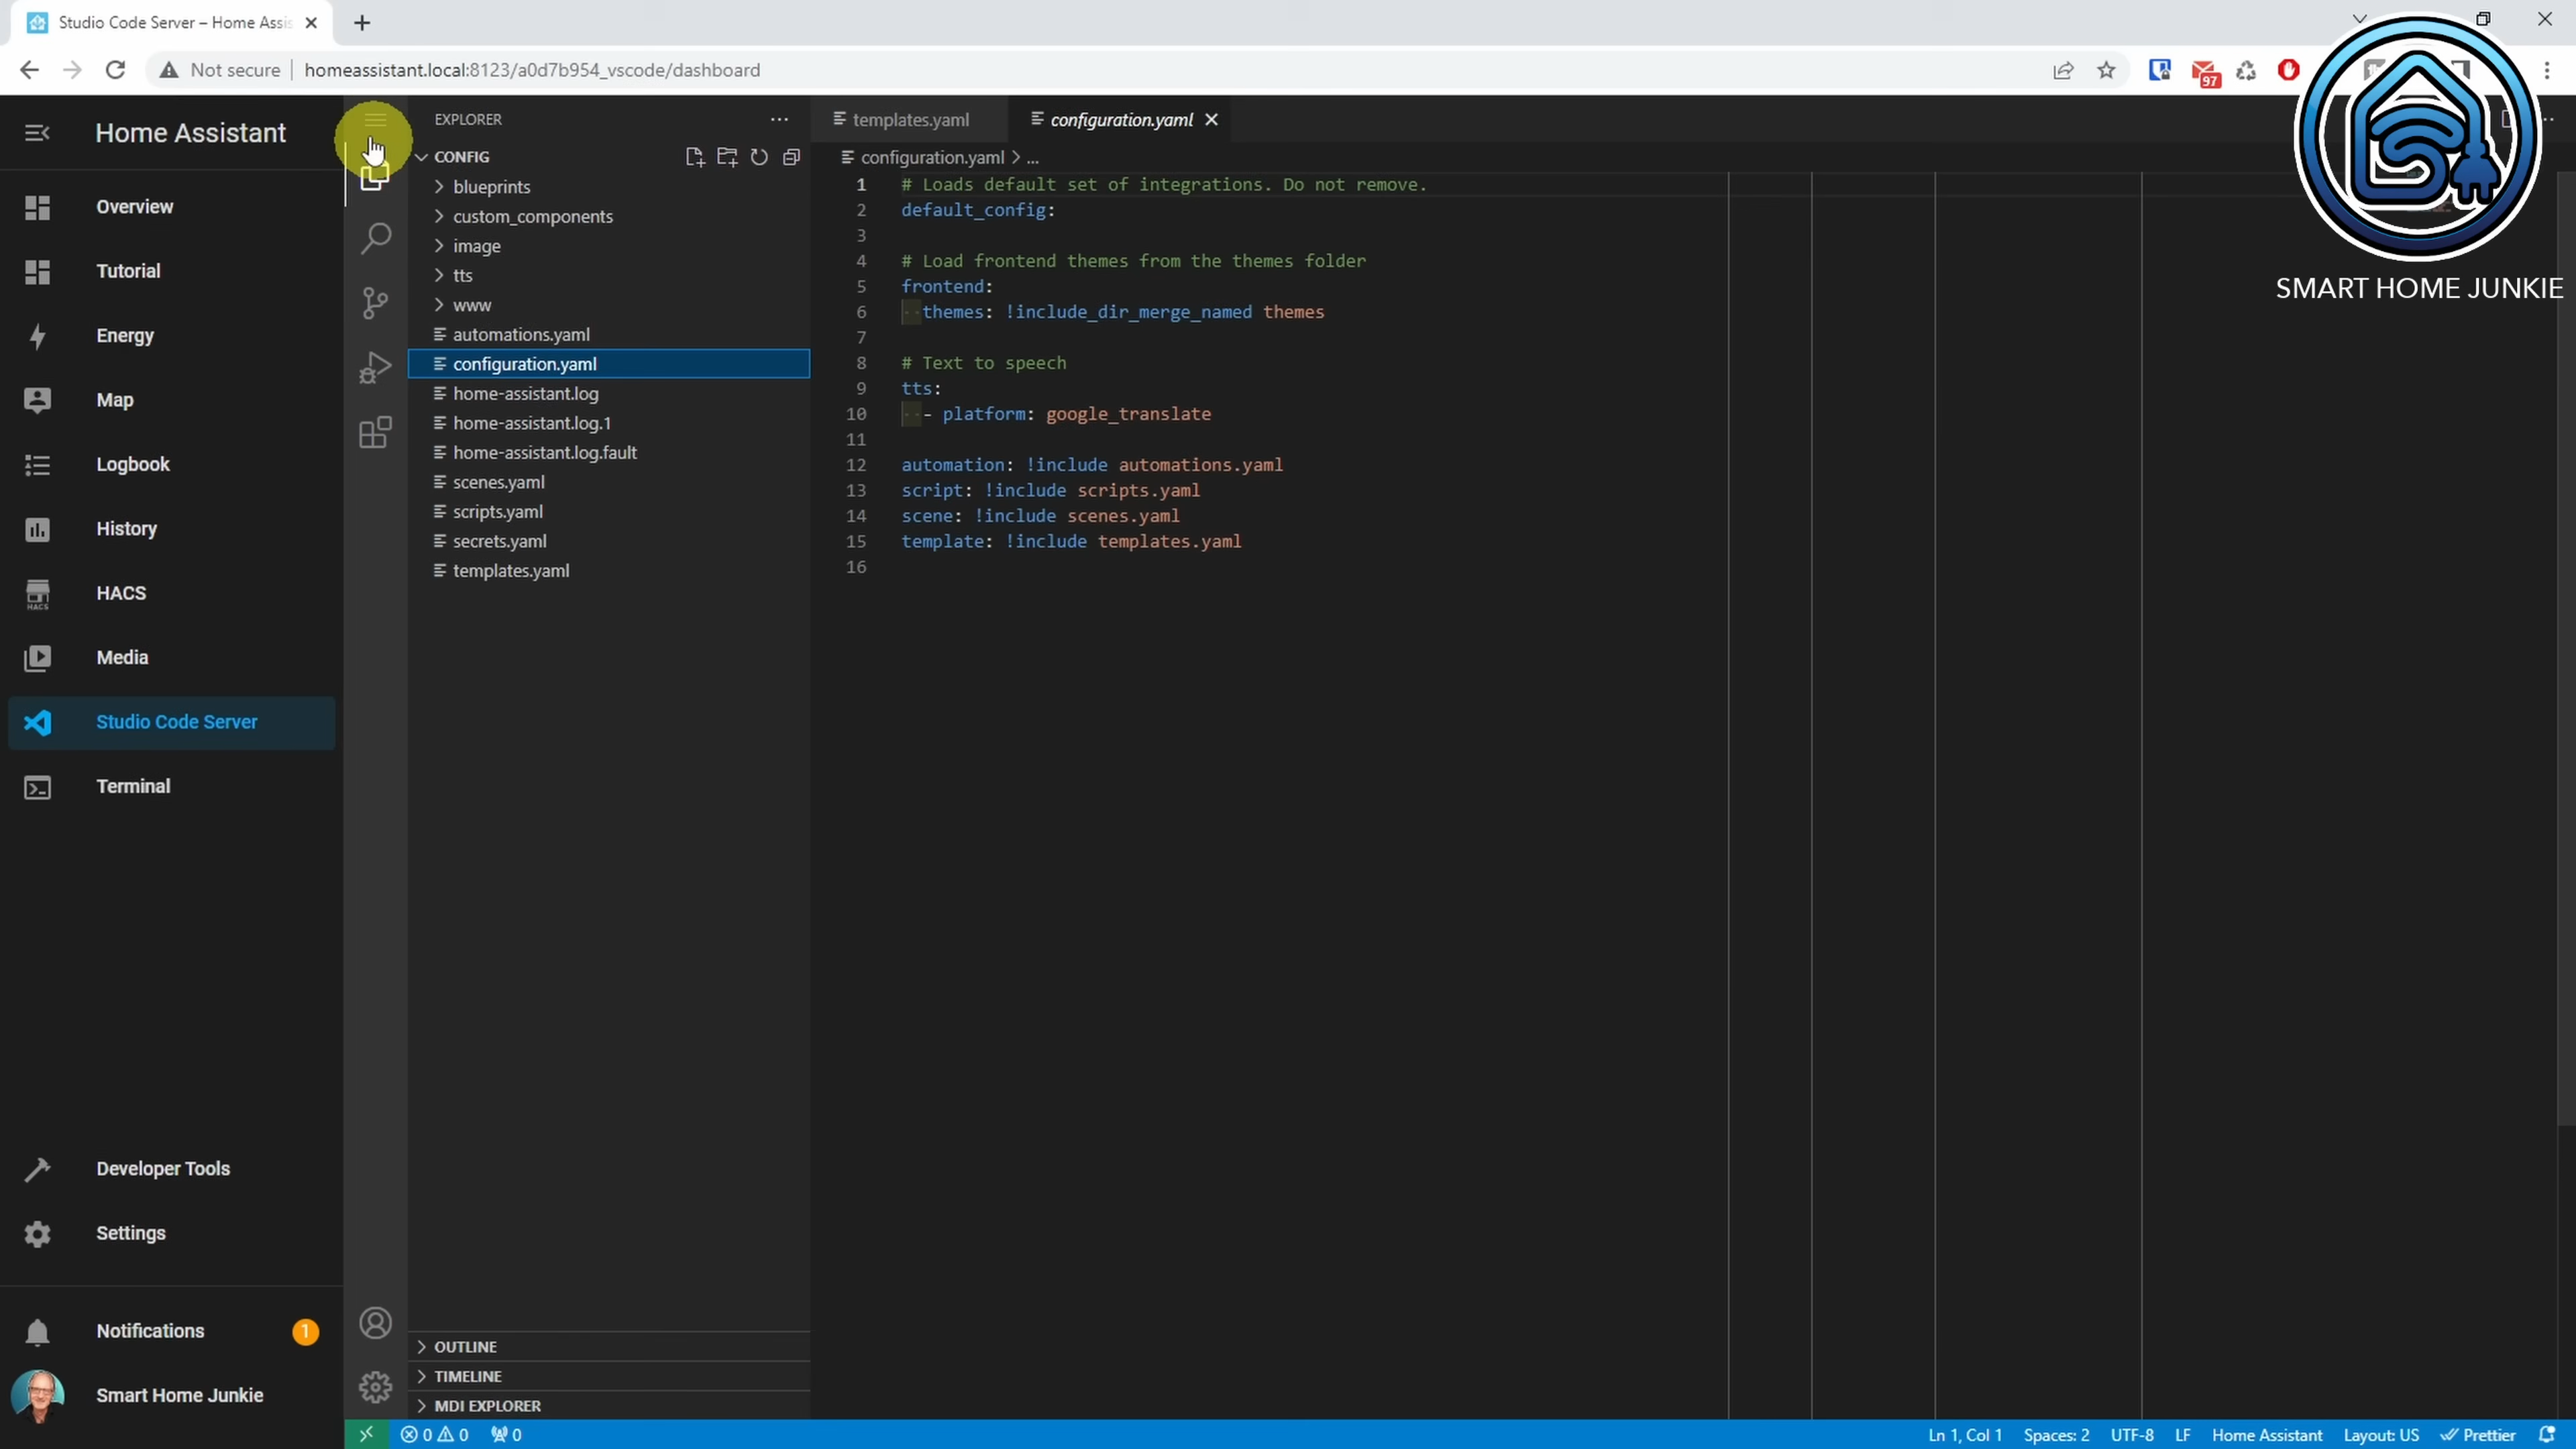 Studio Code Server – Home Assis
Not secure
homeassistant.local:8123/a0d7b954_vscode/dashboard
97
SMART HOME JUNKIE
Home Assistant
Overview
Tutorial
Energy
Map
Logbook
History
HACS
HACS
Media
Studio Code Server
Terminal
Developer Tools
Settings
Notifications
1
Smart Home Junkie
EXPLORER
CONFIG
blueprints
custom_components
image
tts
www
automations.yaml
configuration.yaml
home-assistant.log
home-assistant.log.1
home-assistant.log.fault
scenes.yaml
scripts.yaml
secrets.yaml
templates.yaml
OUTLINE
TIMELINE
MDI EXPLORER
templates.yaml
configuration.yaml
configuration.yaml > ...
1 # Loads default set of integrations. Do not remove.
2 default_config:
3
4 # Load frontend themes from the themes folder
5 frontend:
6 themes: !include_dir_merge_named themes
7
8 # Text to speech
9 tts:
10 - platform: google_translate
11
12 automation: !include automations.yaml
13 script: !include scripts.yaml
14 scene: !include scenes.yaml
15 template: !include templates.yaml
16
0 0 0
Ln 1, Col 1 Spaces: 2 UTF-8 LF Home Assistant Layout: US Prettier